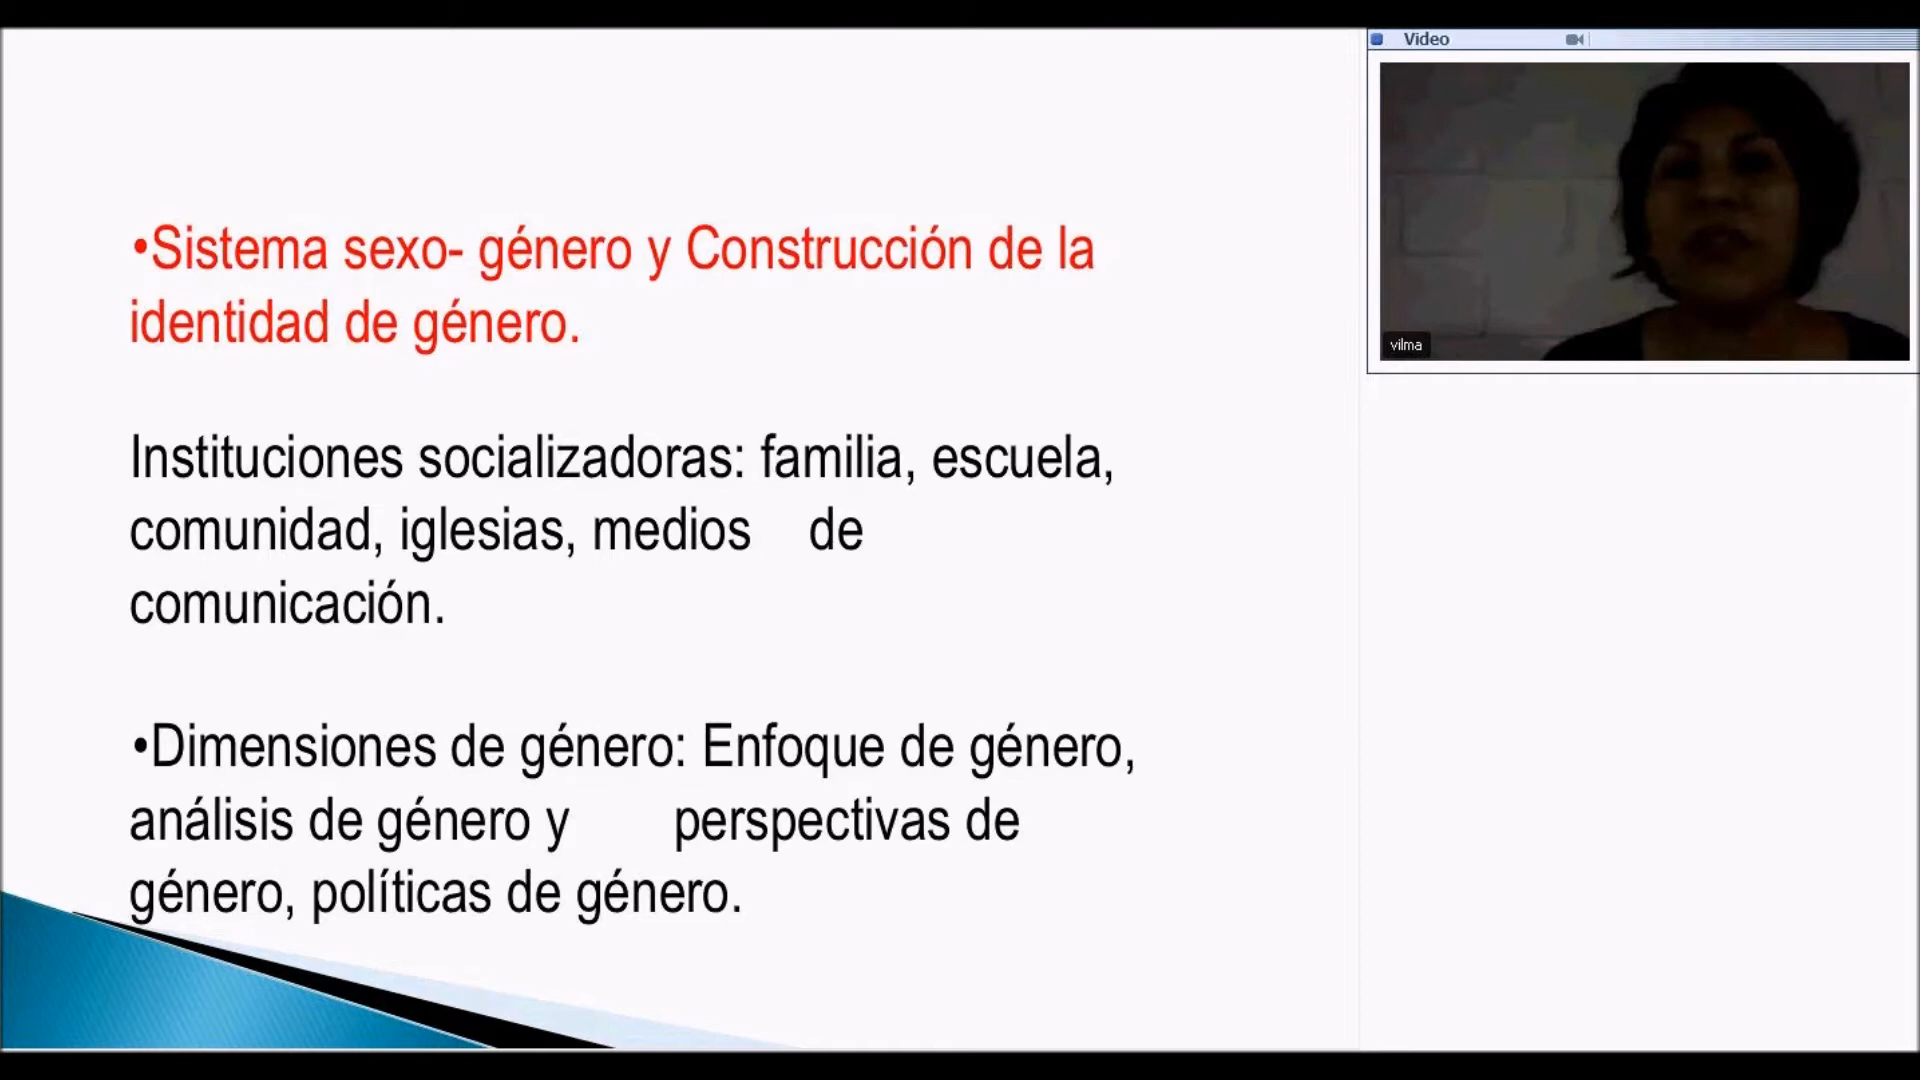 •Sistema sexo- género y Construcción de la
identidad de género.
Instituciones socializadoras: familia, escuela,
comunidad, iglesias, medios de
comunicación.
•Dimensiones de género: Enfoque de género,
análisis de género y perspectivas de
género, políticas de género.
Video
vilma